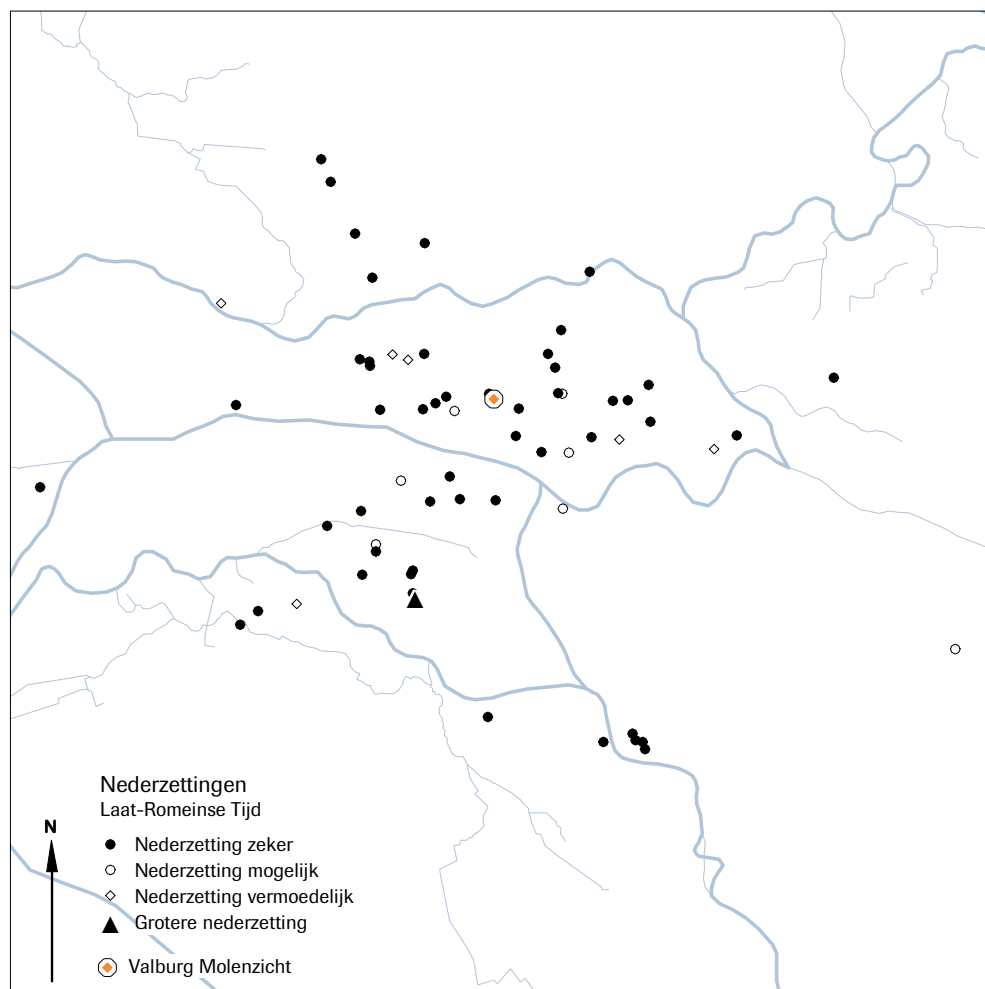 Nederzettingen
Laat-Romeinse Tijd
N
Nederzetting zeker
Nederzetting mogelijk
Nederzetting vermoedelijk
Grotere nederzetting
Valburg Molenzicht